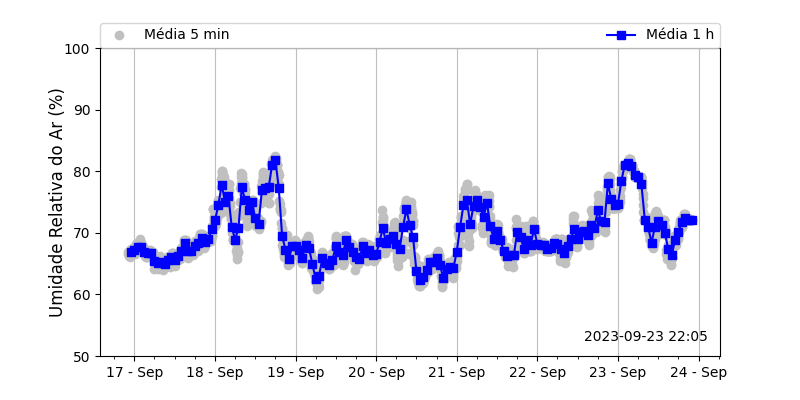 Média 5 min
Média 1 h
Umidade Relativa do Ar (%)
100
90
80
70
60
50
2023-09-23 22:05
17 - Sep
18 - Sep
19 - Sep
20 - Sep
21 - Sep
22 - Sep
23 - Sep
24 - Sep